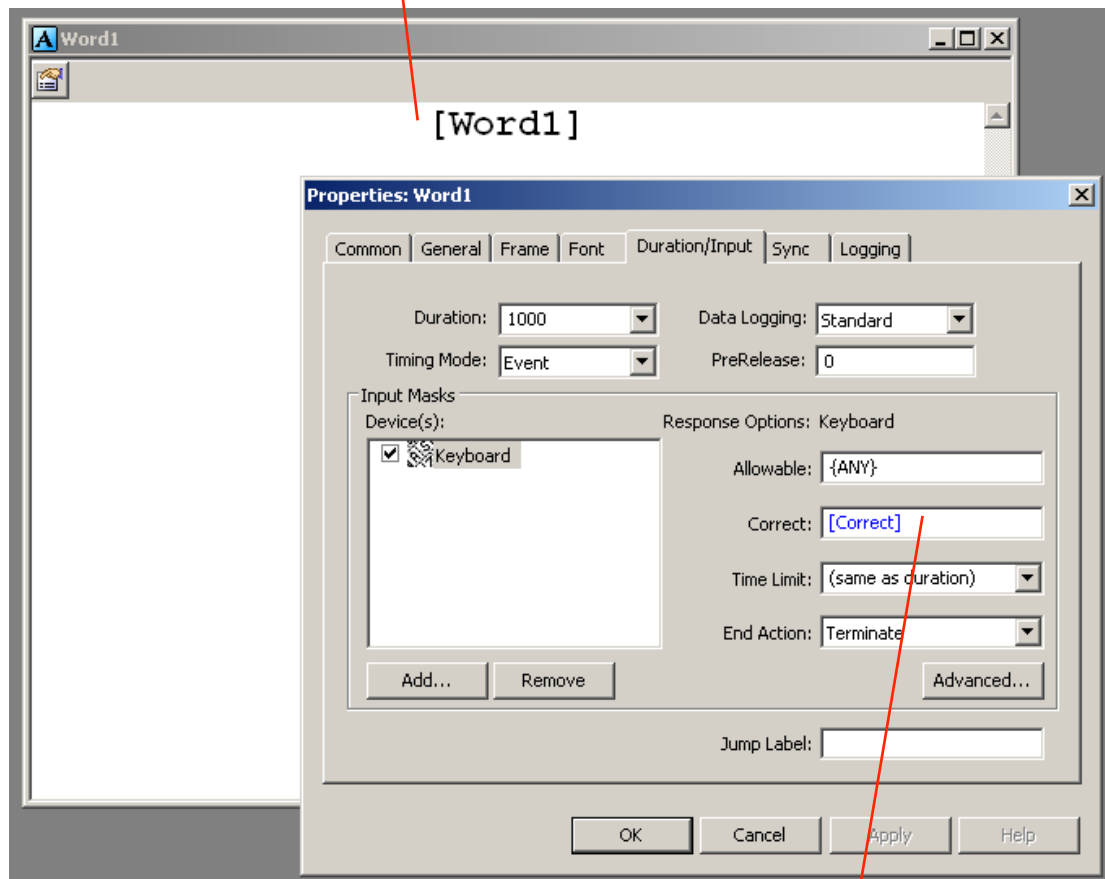 A Word1
[Word1]
Properties: Word1
Common General Frame Font Duration/Input Sync Logging
Duration: 1000 Data Logging: Standard
Timing Mode: Event PreRelease: 0
Input Masks
Device(s): Response Options: Keyboard
Keyboard
Allowable: {ANY}
Correct: [Correct]
Time Limit: (same as duration)
End Action: Terminate
Add... Remove Advanced...
Jump Label:
OK Cancel Apply Help